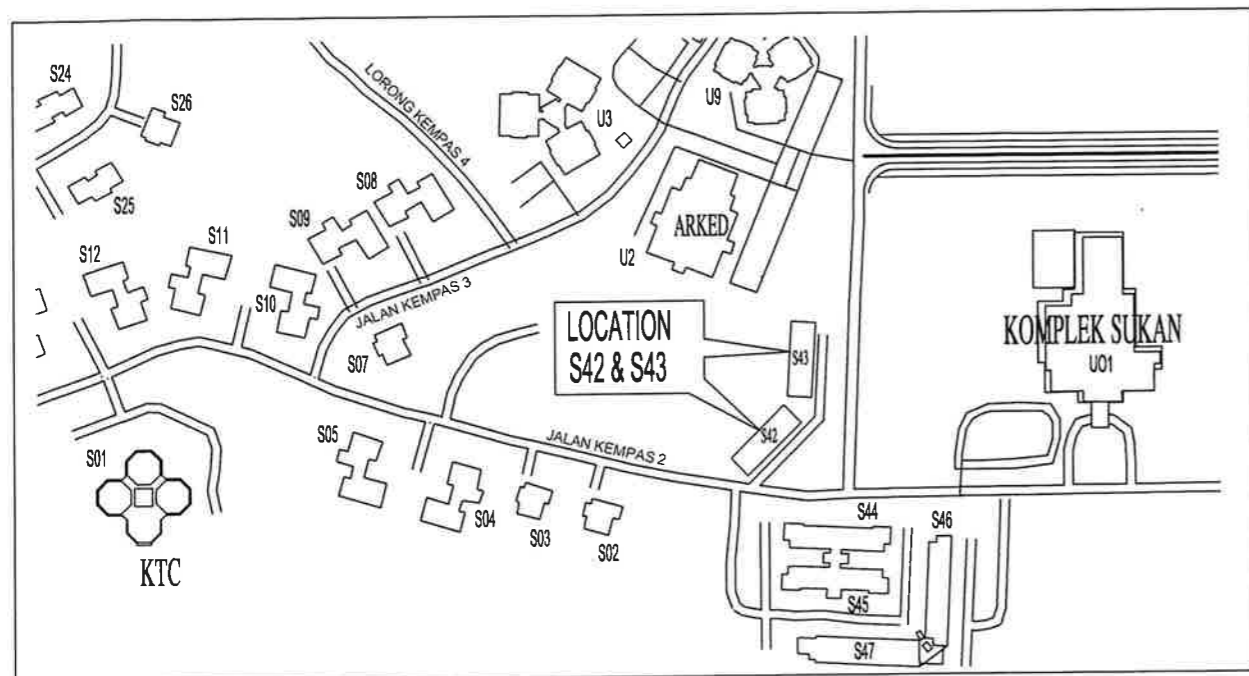 S24
S26
S25
LORONG KEMPAS 4
U3
U9
S08
S09
S11
S12
S10
ARKED
U2
JALAN KEMPAS 3
S07
LOCATION
S42 & S43
S43
S42
KOMPLEK SUKAN
UO1
JALAN KEMPAS 2
S01
S05
S04
S03
S02
KTC
S44
S46
S45
S47